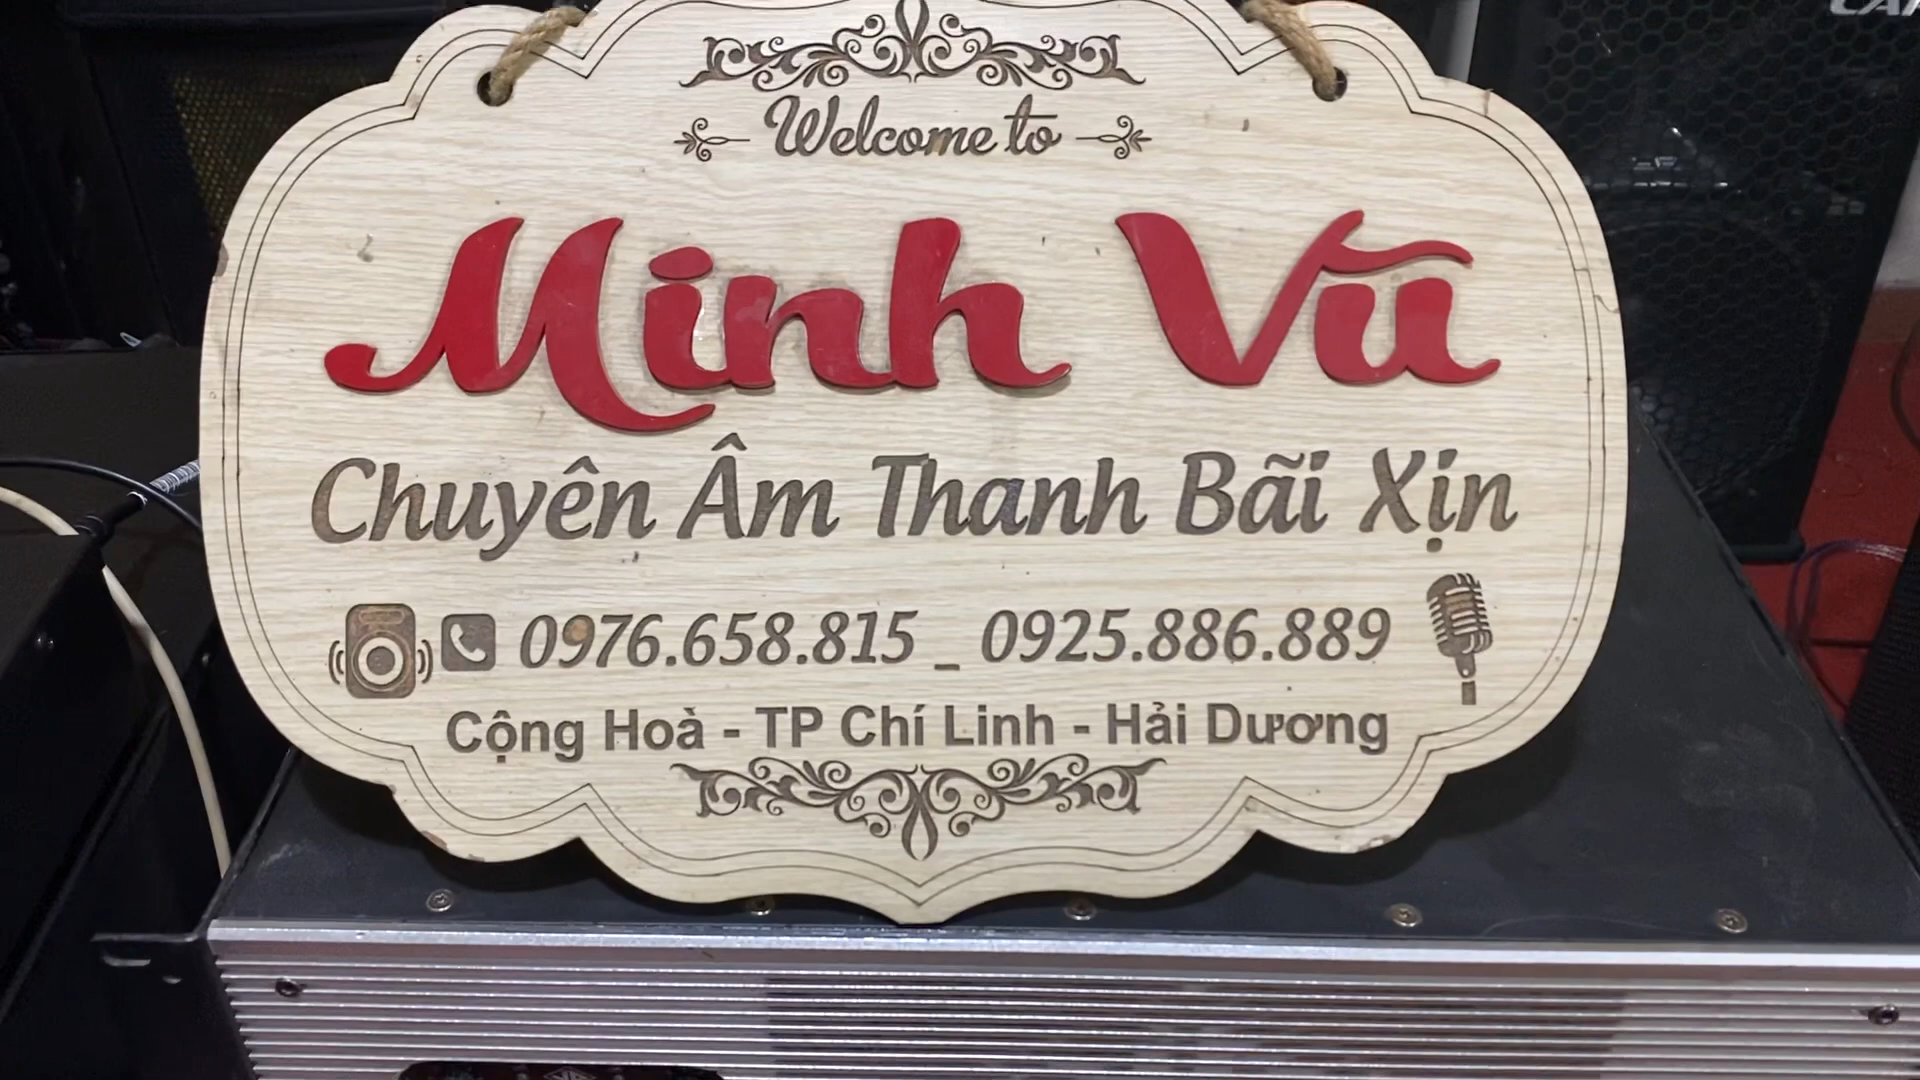 Welcome to
Minh Vũ
Chuyên Âm Thanh Bãi Xịn
0976.658.815 _ 0925.886.889
Cộng Hoà - TP Chí Linh - Hải Dương